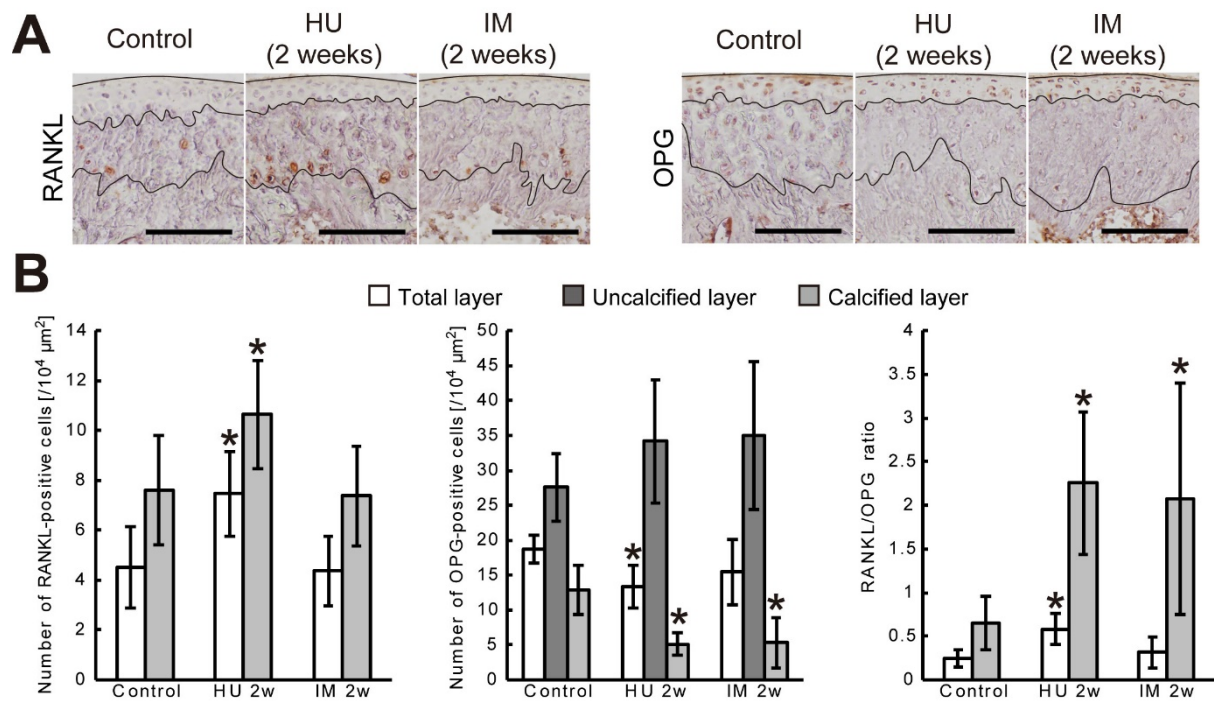 A
Control
HU
(2 weeks)
IM
(2 weeks)
Control
HU
(2 weeks)
IM
(2 weeks)
RANKL
OPG
B
Total layer
Uncalcified layer
Calcified layer
Number of RANKL-positive cells [/10⁴ μm²]
14
12
10
8
6
4
2
0
*
*
Control
HU 2w
IM 2w
Number of OPG-positive cells [/10⁴ μm²]
50
45
40
35
30
25
20
15
10
5
0
*
*
*
Control
HU 2w
IM 2w
RANKL/OPG ratio
4
3.5
3
2.5
2
1.5
1
0.5
0
*
*
*
Control
HU 2w
IM 2w